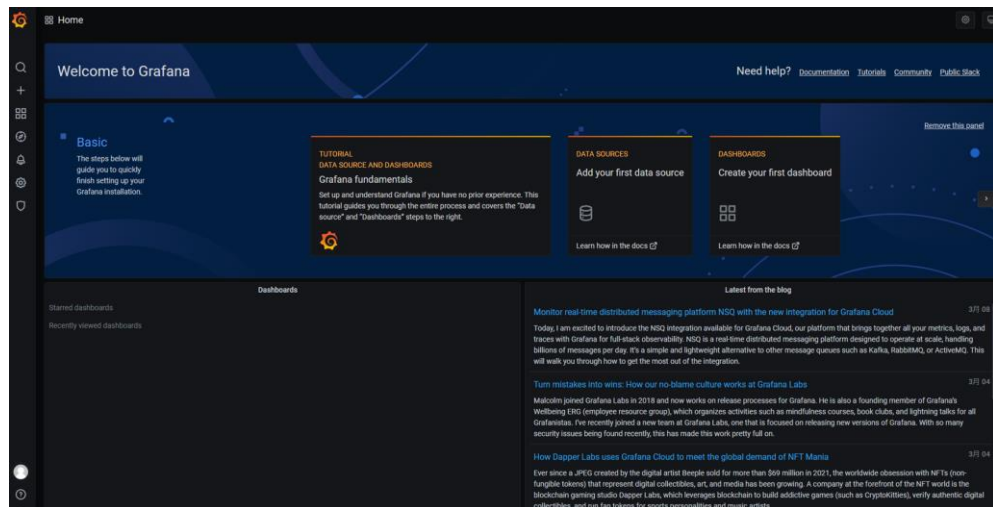 Home
Welcome to Grafana
Need help? Documentation Tutorials Community Public Slack
Remove this panel
Basic
The steps below will
guide you to quickly
finish setting up your
Grafana installation.
TUTORIAL
DATA SOURCE AND DASHBOARDS
Grafana fundamentals
Set up and understand Grafana if you have no prior experience. This
tutorial guides you through the entire process and covers the "Data
source" and "Dashboards" steps to the right.
DATA SOURCES
Add your first data source
Learn how in the docs
DASHBOARDS
Create your first dashboard
Learn how in the docs
Dashboards
Starred dashboards
Recently viewed dashboards
Latest from the blog
Monitor real-time distributed messaging platform NSQ with the new integration for Grafana Cloud
3月 08
Today, I am excited to introduce the NSQ integration available for Grafana Cloud, our platform that brings together all your metrics, logs, and
traces with Grafana for full-stack observability. NSQ is a real-time distributed messaging platform designed to operate at scale, handling
billions of messages per day. It's a simple and lightweight alternative to other message queues such as Kafka, RabbitMQ, or ActiveMQ. This
will walk you through how to get the most out of the integration.
Turn mistakes into wins: How our no-blame culture works at Grafana Labs
3月 04
Malcolm joined Grafana Labs in 2018 and now works on release processes for Grafana. He is also a founding member of Grafana's
Wellbeing ERG (employee resource group), which organizes activities such as mindfulness courses, book clubs, and lightning talks for all
Grafanistas. I've recently joined a new team at Grafana Labs, one that is focused on releasing new versions of Grafana. With so many
security issues being found recently, this has made this work pretty full on.
How Dapper Labs uses Grafana Cloud to meet the global demand of NFT Mania
3月 04
Ever since a JPEG created by the digital artist Beeple sold for more than $69 million in 2021, the worldwide obsession with NFTs (non-
fungible tokens) that represent digital collectibles, art, and media has been growing. A company at the forefront of the NFT world is the
blockchain gaming studio Dapper Labs, which leverages blockchain to build addictive games (such as CryptoKitties), verify authentic digital
collectibles, and run fan tokens for sports personalities and music artists.